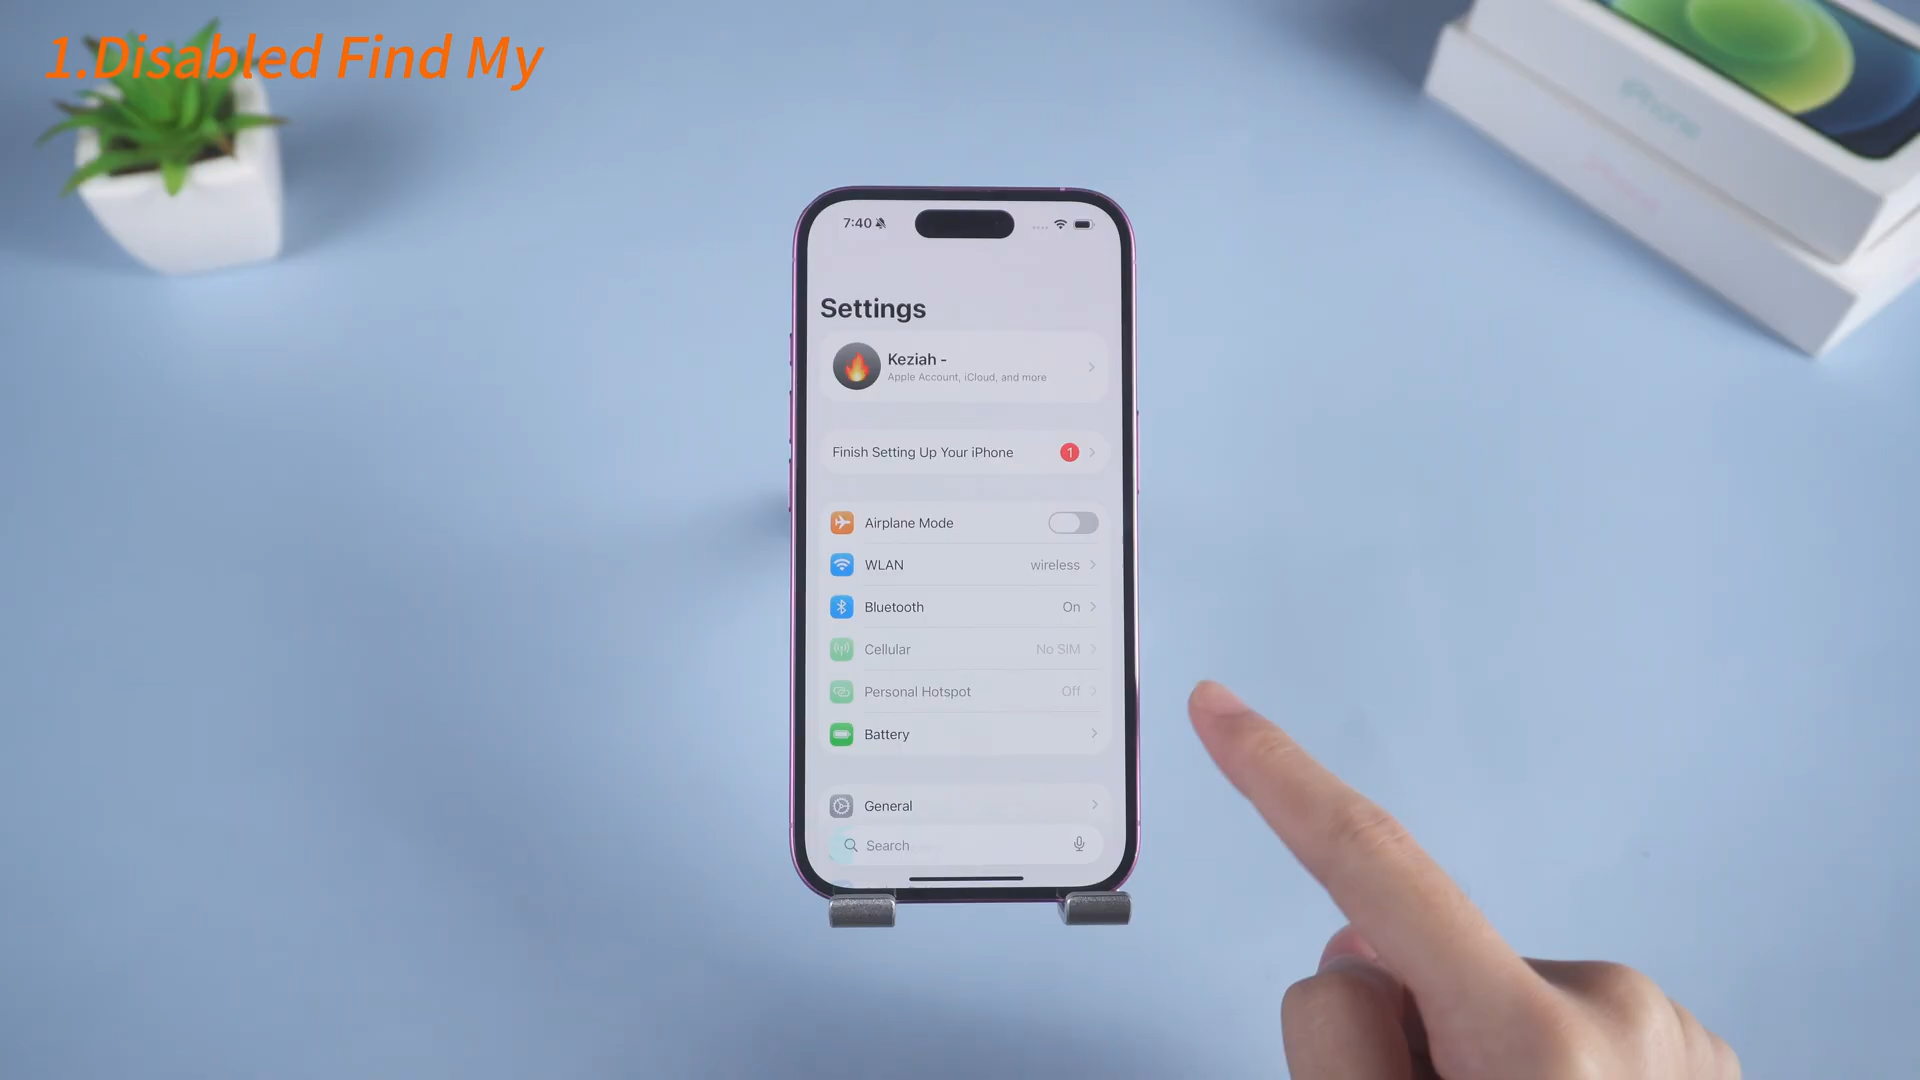 1.Disabled Find My
iPhone
7:40
Settings
Keziah -
Apple Account, iCloud, and more
Finish Setting Up Your iPhone 1
Airplane Mode
WLAN wireless
Bluetooth On
Cellular No SIM
Personal Hotspot Off
Battery
General
Search